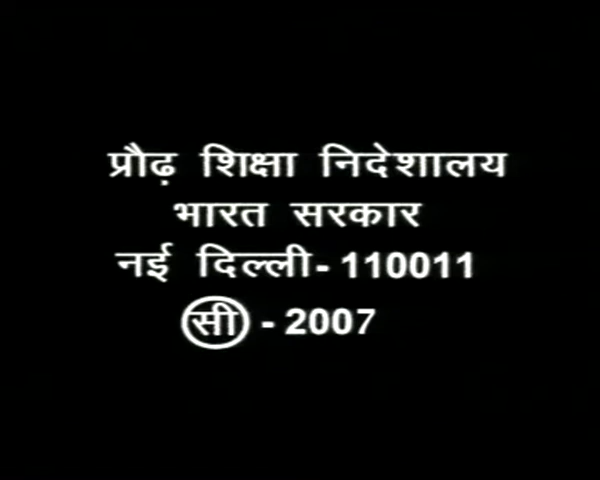 प्रौढ़ शिक्षा निदेशालय
भारत सरकार
नई दिल्ली- 110011
सी - 2007